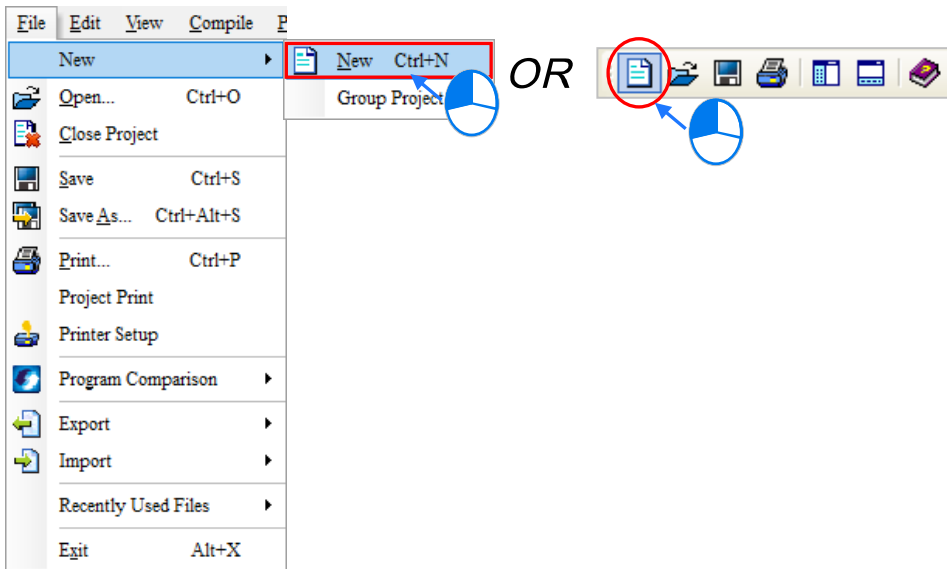 File Edit View Compile P
New
New Ctrl+N
OR
Open... Ctrl+O
Group Project
Close Project
Save Ctrl+S
Save As... Ctrl+Alt+S
Print... Ctrl+P
Project Print
Printer Setup
Program Comparison
Export
Import
Recently Used Files
Exit Alt+X